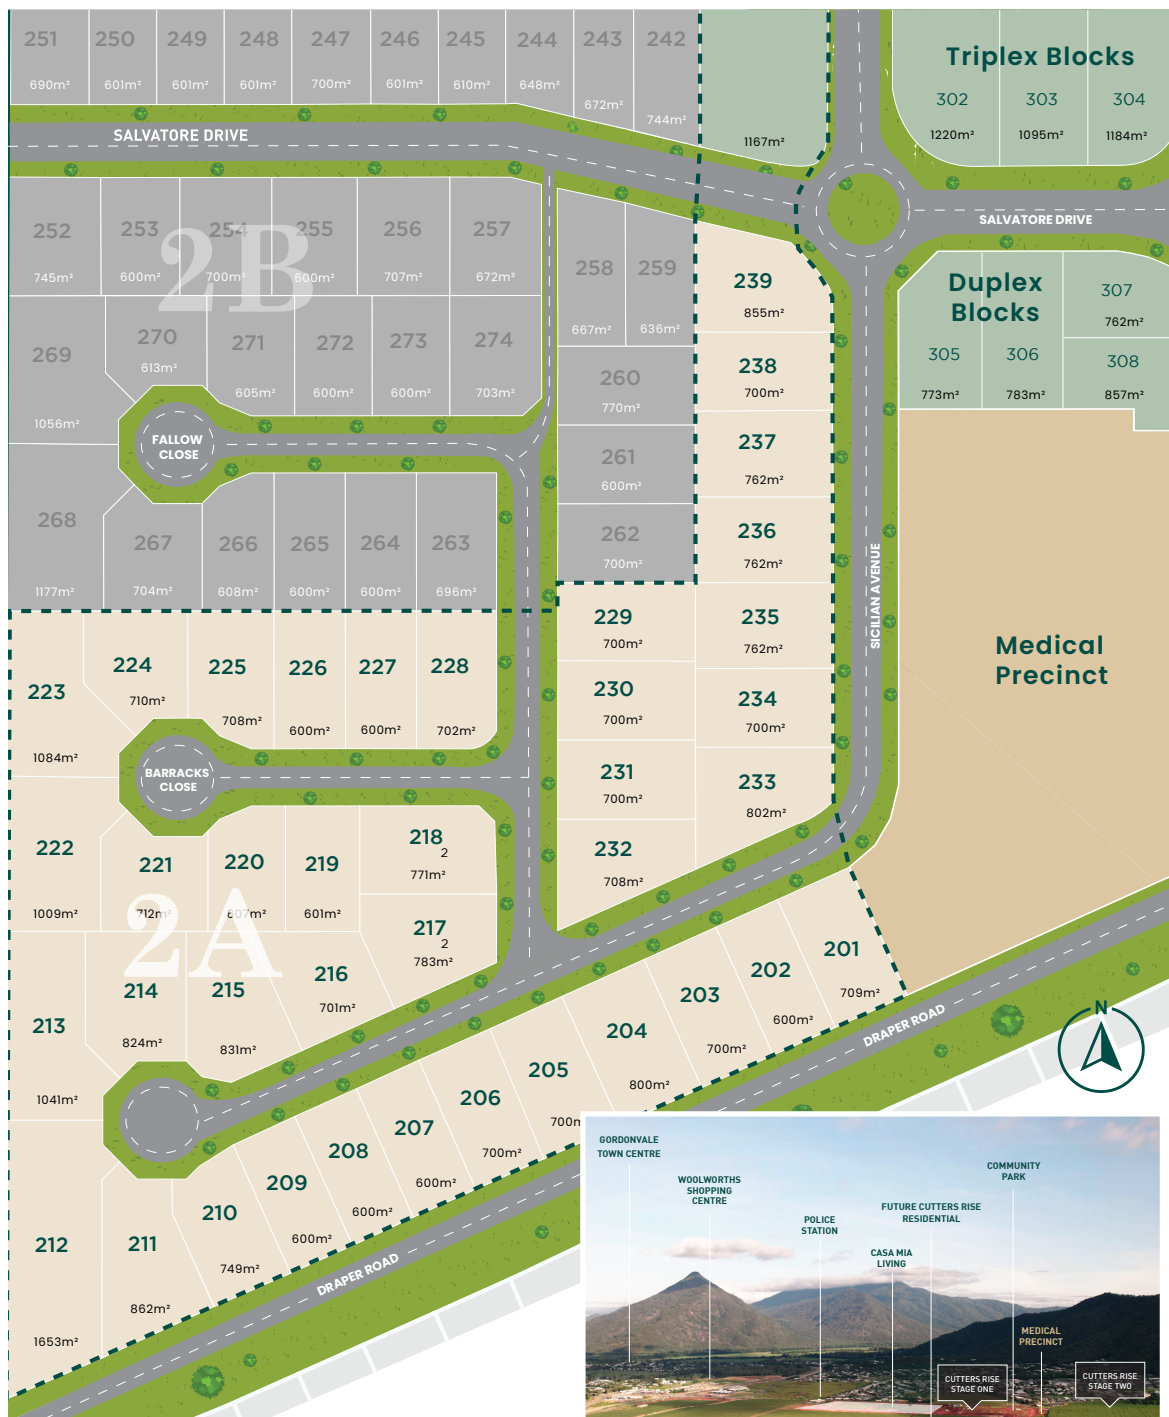 251 250 249 248 247 246 245 244 243 242
690m² 601m² 601m² 601m² 700m² 601m² 610m² 648m² 672m² 744m²
1167m²
Triplex Blocks
302 303 304
1220m² 1095m² 1184m²
SALVATORE DRIVE
SALVATORE DRIVE
252 253 254 255 256 257
745m² 600m² 700m² 600m² 707m² 672m²
2B
258 259
667m² 636m²
239
855m²
Duplex
Blocks
307
762m²
305 306 308
773m² 783m² 857m²
269 270 271 272 273 274
1056m² 613m² 605m² 600m² 600m² 703m²
260
770m²
238
700m²
FALLOW
CLOSE
261
600m²
237
762m²
268 267 266 265 264 263
1177m² 704m² 608m² 600m² 600m² 696m²
262
700m²
236
762m²
SICILIAN AVENUE
Medical
Precinct
223 224 225 226 227 228
1084m² 710m² 708m² 600m² 600m² 702m²
229
700m²
235
762m²
230
700m²
234
700m²
BARRACKS
CLOSE
231
700m²
233
802m²
222 221 220 219
1009m² 712m² 607m² 601m²
218
2
771m²
232
708m²
2A
217
2
783m²
213 214 215 216
1041m² 824m² 831m² 701m²
201
709m²
202
600m²
203
700m²
204
800m²
205
700m
206
700m²
207
600m²
208
600m²
209
600m²
210
749m²
211
862m²
212
1653m²
DRAPER ROAD
DRAPER ROAD
N
GORDONVALE
TOWN CENTRE
WOOLWORTHS
SHOPPING
CENTRE
POLICE
STATION
CASA MIA
LIVING
FUTURE CUTTERS RISE
RESIDENTIAL
COMMUNITY
PARK
MEDICAL
PRECINCT
CUTTERS RISE
STAGE ONE
CUTTERS RISE
STAGE TWO